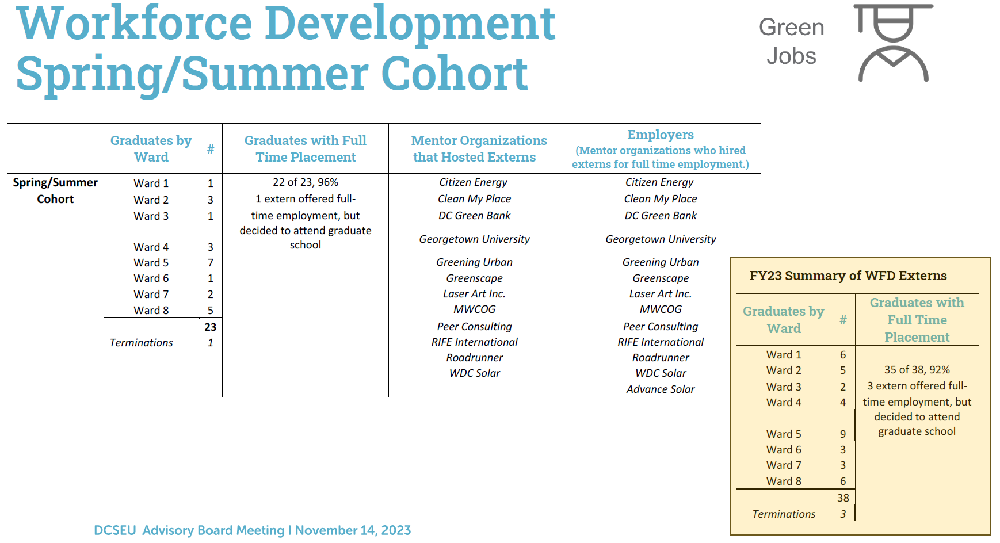 Workforce Development
Spring/Summer Cohort
Green
Jobs
Graduates by
Ward
#
Graduates with Full
Time Placement
Mentor Organizations
that Hosted Externs
Employers
(Mentor organizations who hired
externs for full time employment.)
Spring/Summer
Cohort
Ward 1 1
Ward 2 3
Ward 3 1
Ward 4 3
Ward 5 7
Ward 6 1
Ward 7 2
Ward 8 5
23
Terminations 1
22 of 23, 96%
1 extern offered full-
time employment, but
decided to attend graduate
school
Citizen Energy
Clean My Place
DC Green Bank
Georgetown University
Greening Urban
Greenscape
Laser Art Inc.
MWCOG
Peer Consulting
RIFE International
Roadrunner
WDC Solar
Citizen Energy
Clean My Place
DC Green Bank
Georgetown University
Greening Urban
Greenscape
Laser Art Inc.
MWCOG
Peer Consulting
RIFE International
Roadrunner
WDC Solar
Advance Solar
FY23 Summary of WFD Externs
Graduates by
Ward
#
Graduates with
Full Time
Placement
Ward 1 6
Ward 2 5
Ward 3 2
Ward 4 4
Ward 5 9
Ward 6 3
Ward 7 3
Ward 8 6
38
Terminations 3
35 of 38, 92%
3 extern offered full-
time employment, but
decided to attend
graduate school
DCSEU Advisory Board Meeting I November 14, 2023